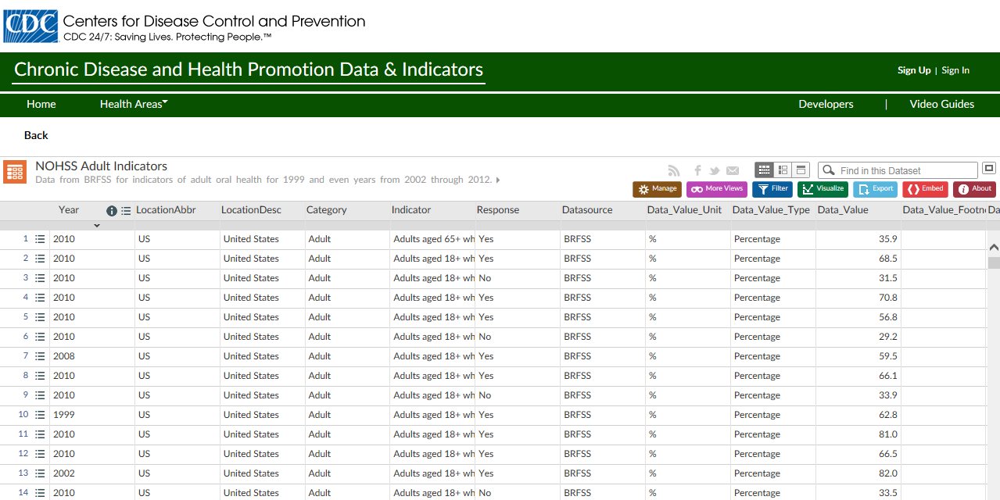 CDC Centers for Disease Control and Prevention
CDC 24/7: Saving Lives. Protecting People.™
Chronic Disease and Health Promotion Data & Indicators
Sign Up | Sign In
Home Health Areas Developers | Video Guides
Back
NOHSS Adult Indicators
Data from BRFSS for indicators of adult oral health for 1999 and even years from 2002 through 2012.
Find in this Dataset
Manage More Views Filter Visualize Export Embed About
Year LocationAbbr LocationDesc Category Indicator Response Datasource Data_Value_Unit Data_Value_Type Data_Value Data_Value_Footn Da
1 2010 US United States Adult Adults aged 65+ wh Yes BRFSS % Percentage 35.9
2 2010 US United States Adult Adults aged 18+ wh Yes BRFSS % Percentage 68.5
3 2010 US United States Adult Adults aged 18+ wh No BRFSS % Percentage 31.5
4 2010 US United States Adult Adults aged 18+ wh Yes BRFSS % Percentage 70.8
5 2010 US United States Adult Adults aged 18+ wh Yes BRFSS % Percentage 56.8
6 2010 US United States Adult Adults aged 18+ wh No BRFSS % Percentage 29.2
7 2008 US United States Adult Adults aged 18+ wh Yes BRFSS % Percentage 59.5
8 2010 US United States Adult Adults aged 18+ wh Yes BRFSS % Percentage 66.1
9 2010 US United States Adult Adults aged 18+ wh No BRFSS % Percentage 33.9
10 1999 US United States Adult Adults aged 18+ wh Yes BRFSS % Percentage 62.8
11 2010 US United States Adult Adults aged 18+ wh Yes BRFSS % Percentage 81.0
12 2010 US United States Adult Adults aged 18+ wh Yes BRFSS % Percentage 66.5
13 2002 US United States Adult Adults aged 18+ wh Yes BRFSS % Percentage 82.0
14 2010 US United States Adult Adults aged 18+ wh No BRFSS % Percentage 33.5